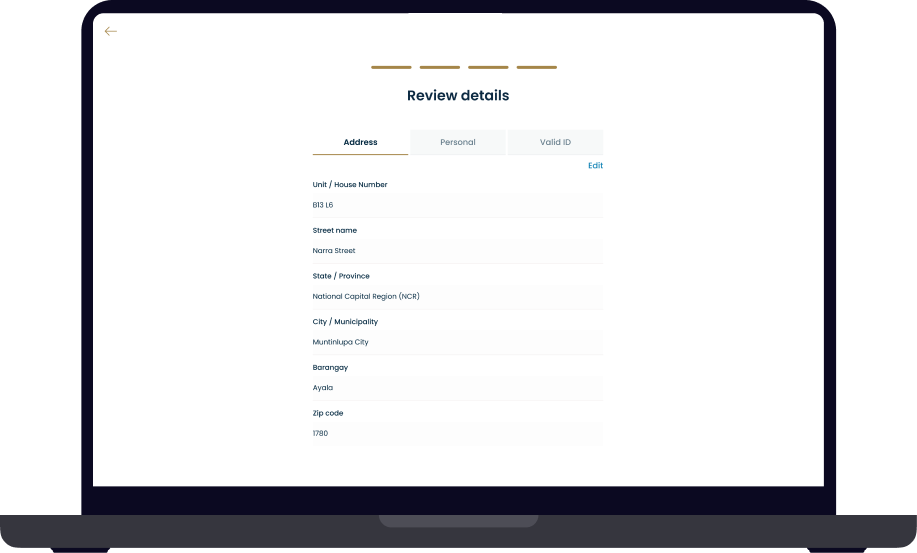 Review details
Address
Personal
Valid ID
Edit
Unit / House Number
B13 L6
Street name
Narra Street
State / Province
National Capital Region (NCR)
City / Municipality
Muntinlupa City
Barangay
Ayala
Zip code
1780